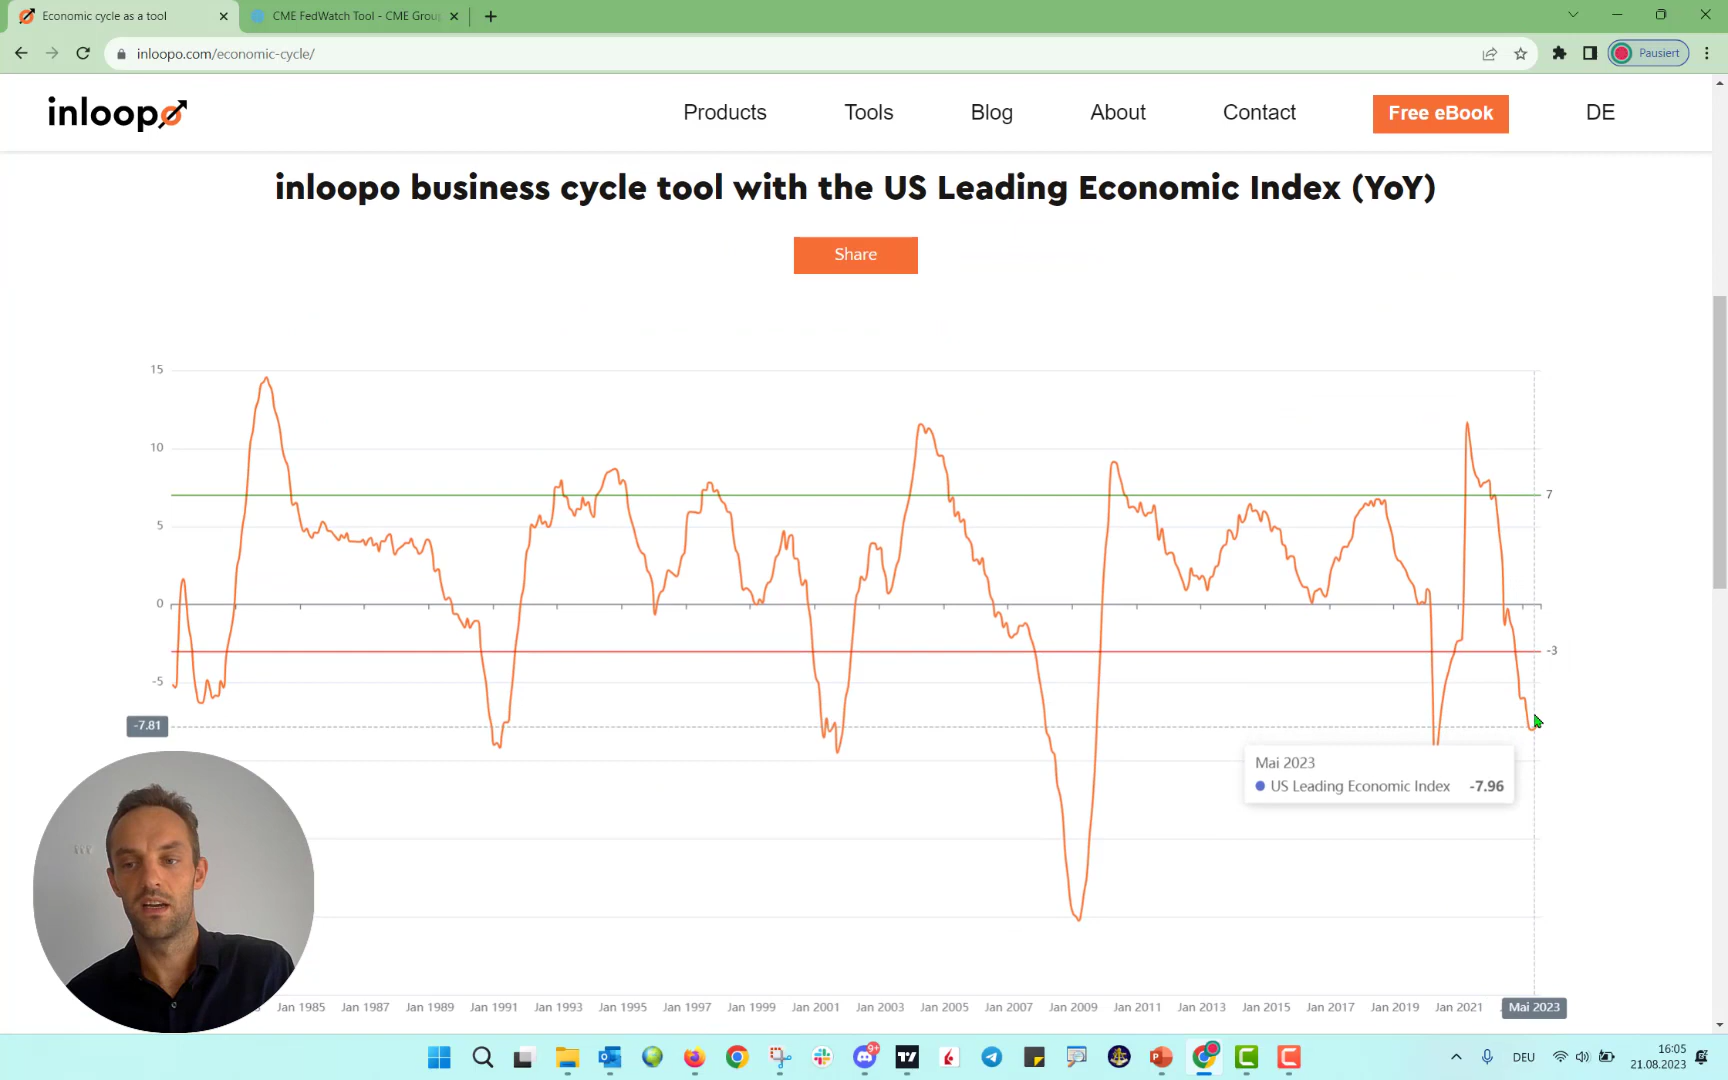 Economic cycle as a tool
CME FedWatch Tool - CME Group
inloopo.com/economic-cycle/
Pausiert
inloopo
Products
Tools
Blog
About
Contact
Free eBook
DE
inloopo business cycle tool with the US Leading Economic Index (YoY)
Share
15
10
7
5
0
-3
-5
-7.81
Mai 2023
US Leading Economic Index -7.96
Jan 1985
Jan 1987
Jan 1989
Jan 1991
Jan 1993
Jan 1995
Jan 1997
Jan 1999
Jan 2001
Jan 2003
Jan 2005
Jan 2007
Jan 2009
Jan 2011
Jan 2013
Jan 2015
Jan 2017
Jan 2019
Jan 2021
Mai 2023
9+
DEU
16:05
21.08.2023